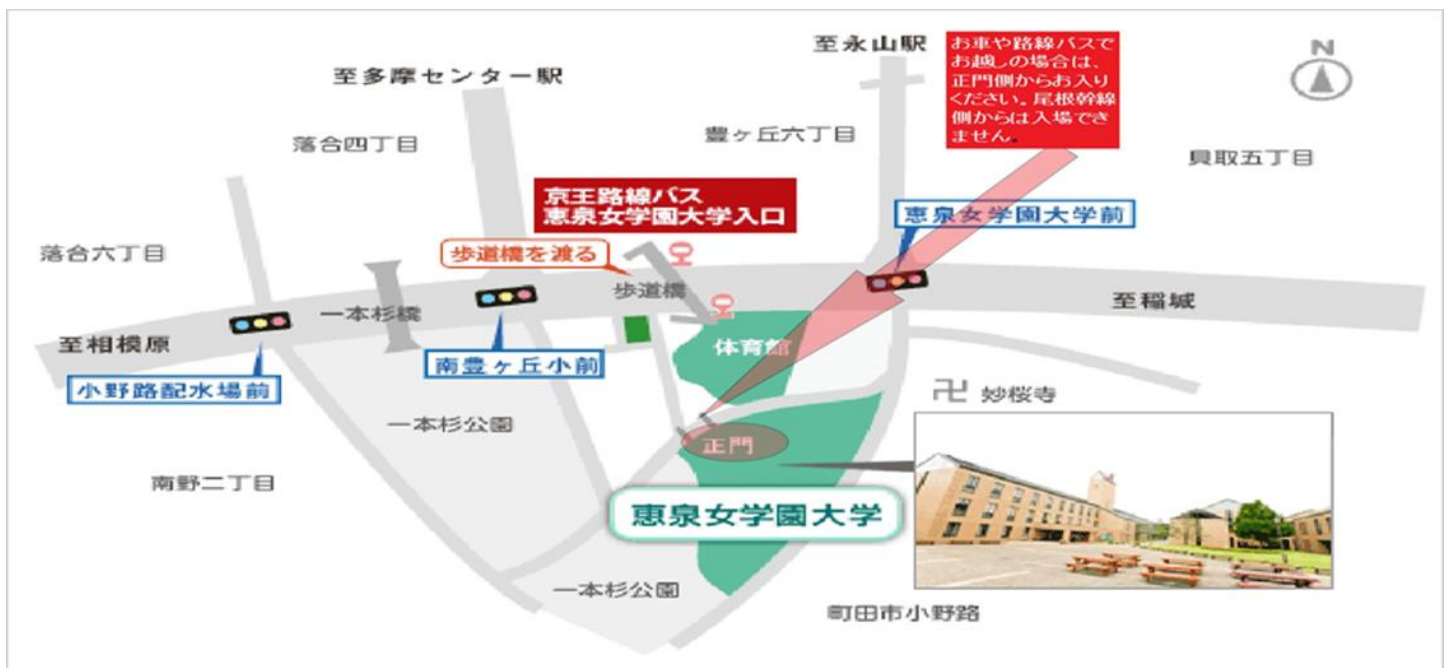 至永山駅
お車や路線バスで
お越しの場合は、
正門側からお入り
ください。尾根幹線
側からは入場でき
ません。
N
至多摩センター駅
落合四丁目
豊ヶ丘六丁目
貝取五丁目
京王路線バス
恵泉女学園大学入口
恵泉女学園大学前
落合六丁目
歩道橋を渡る
歩道橋
一本杉橋
至稲城
至相模原
体育館
南豊ヶ丘小前
小野路配水場前
卍 妙桜寺
一本杉公園
正門
南野二丁目
恵泉女学園大学
一本杉公園
町田市小野路